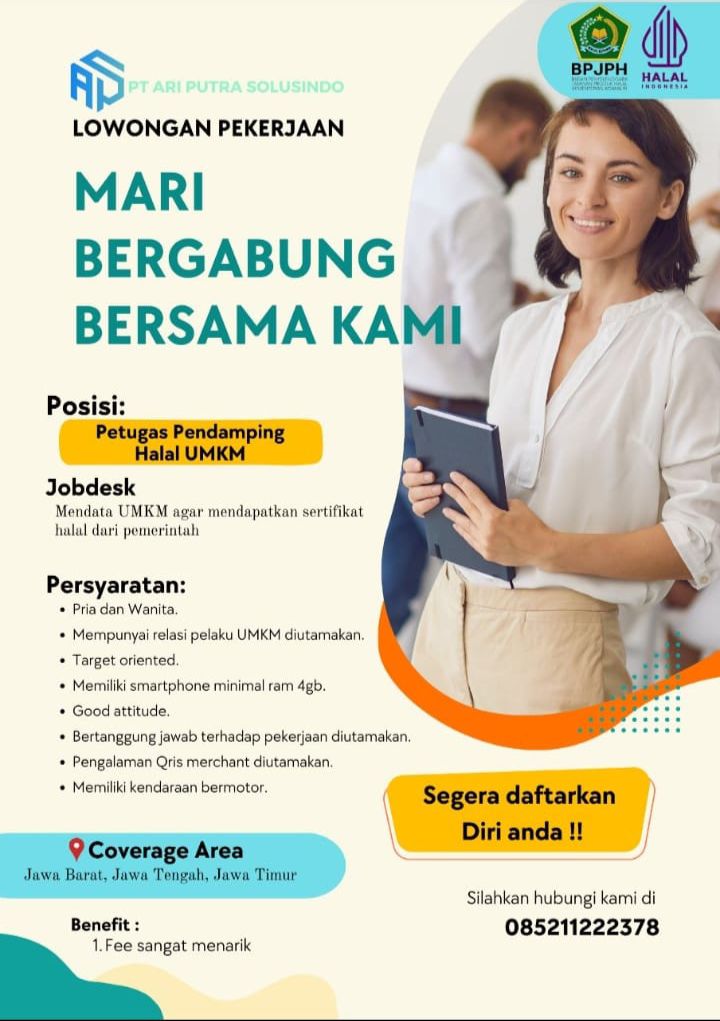 PT ARI PUTRA SOLUSINDO
LOWONGAN PEKERJAAN
BPJPH
HALAL
INDONESIA
MARI
BERGABUNG
BERSAMA KAMI
Posisi:
Petugas Pendamping
Halal UMKM
Jobdesk
Mendata UMKM agar mendapatkan sertifikat
halal dari pemerintah
Persyaratan:
• Pria dan Wanita.
• Mempunyai relasi pelaku UMKM diutamakan.
• Target oriented.
• Memiliki smartphone minimal ram 4gb.
• Good attitude.
• Bertanggung jawab terhadap pekerjaan diutamakan.
• Pengalaman Qris merchant diutamakan.
• Memiliki kendaraan bermotor.
Segera daftarkan
Diri anda !!
Coverage Area
Jawa Barat, Jawa Tengah, Jawa Timur
Silahkan hubungi kami di
085211222378
Benefit :
1. Fee sangat menarik